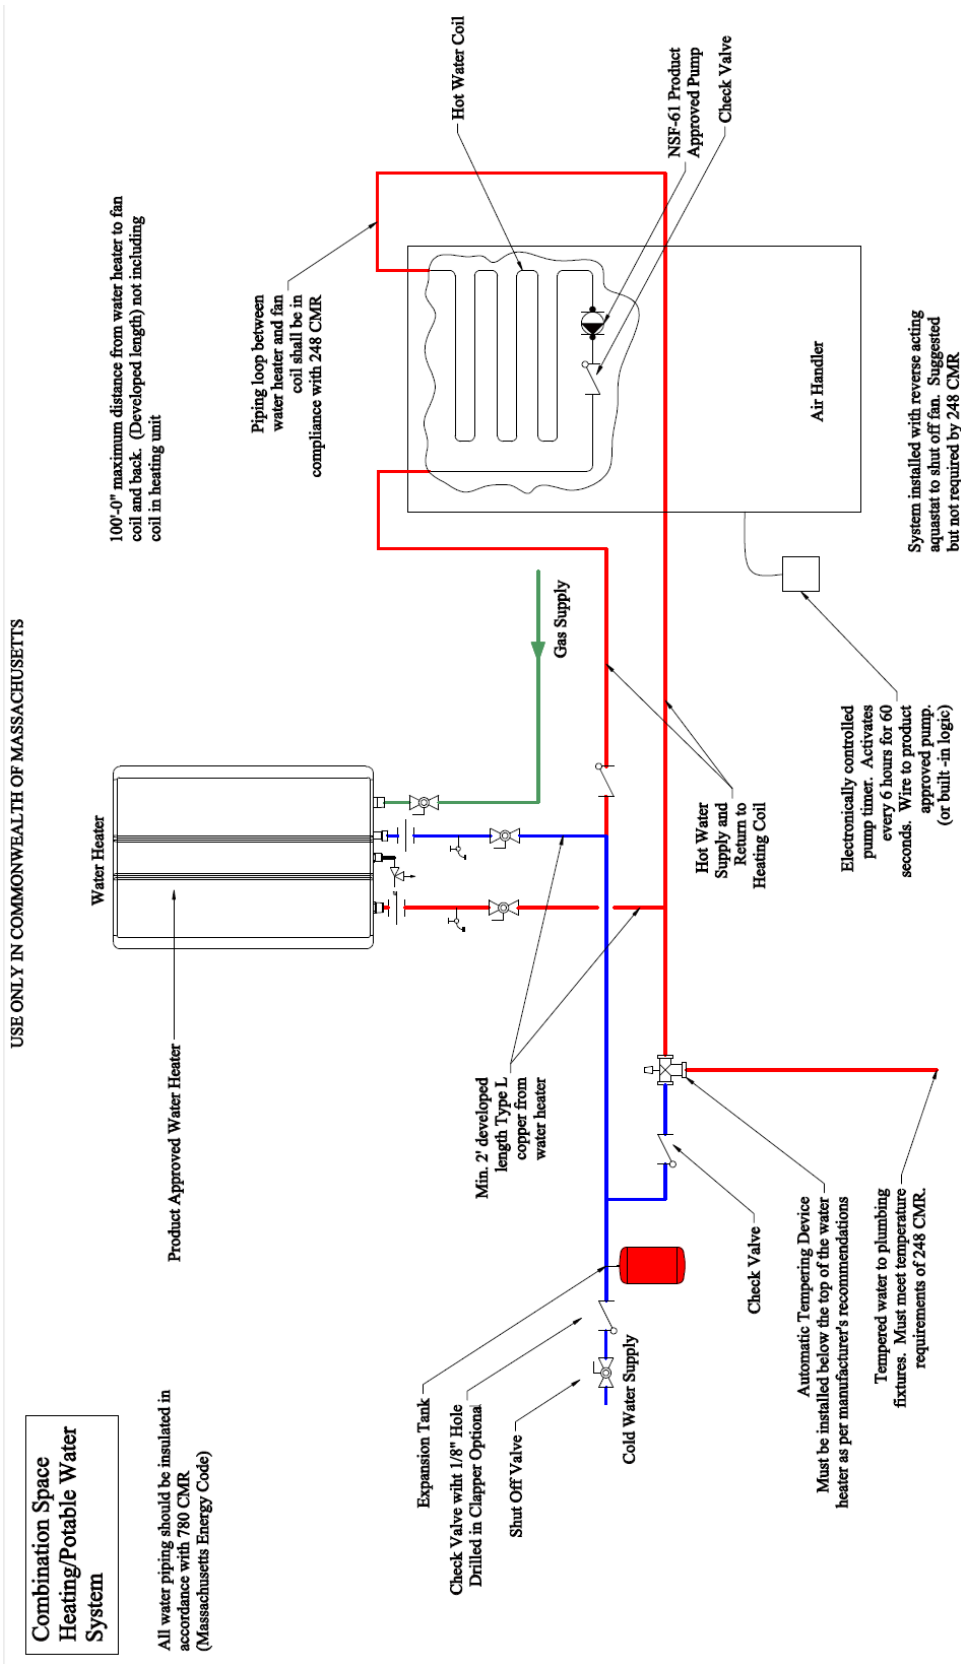 USE ONLY IN COMMONWEALTH OF MASSACHUSETTS
Combination Space
Heating/Potable Water
System
All water piping should be insulated in
accordance with 780 CMR
(Massachusetts Energy Code)
Product Approved Water Heater
Water Heater
100'-0" maximum distance from water heater to fan
coil and back. (Developed length) not including
coil in heating unit
Piping loop between
water heater and fan
coil shall be in
compliance with 248 CMR
Hot Water Coil
NSF-61 Product
Approved Pump
Check Valve
Gas Supply
Expansion Tank
Check Valve wiht 1/8" Hole
Drilled in Clapper Optional
Shut Off Valve
Cold Water Supply
Min. 2' developed
length Type L
copper from
water heater
Hot Water
Supply and
Return to
Heating Coil
Air Handler
Check Valve
Automatic Tempering Device
Must be installed below the top of the water
heater as per manufacturer's recommendations
Tempered water to plumbing
fixtures. Must meet temperature
requirements of 248 CMR.
Electronically controlled
pump timer. Activates
every 6 hours for 60
seconds. Wire to product
approved pump.
(or built -in logic)
System installed with reverse acting
aquastat to shut off fan. Suggested
but not required by 248 CMR